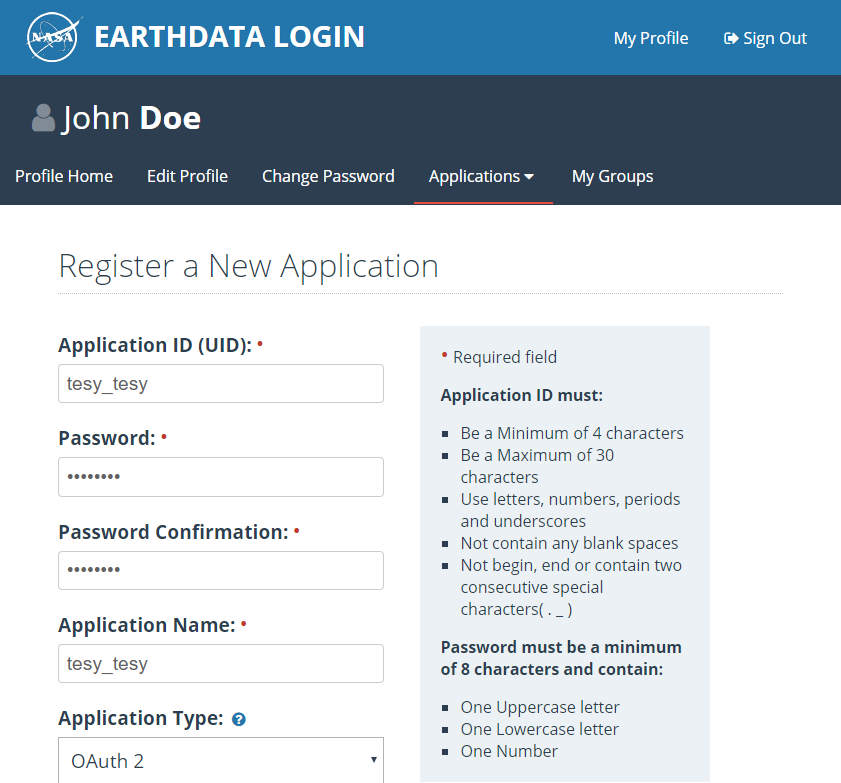 NASA
EARTHDATA LOGIN
My Profile
Sign Out
John Doe
Profile Home
Edit Profile
Change Password
Applications
My Groups
Register a New Application
Application ID (UID): •
tesy_tesy
Password: •
••••••••
Password Confirmation: •
••••••••
Application Name: •
tesy_tesy
Application Type: ?
OAuth 2
• Required field
Application ID must:
Be a Minimum of 4 characters
Be a Maximum of 30
characters
Use letters, numbers, periods
and underscores
Not contain any blank spaces
Not begin, end or contain two
consecutive special
characters( . _ )
Password must be a minimum
of 8 characters and contain:
One Uppercase letter
One Lowercase letter
One Number